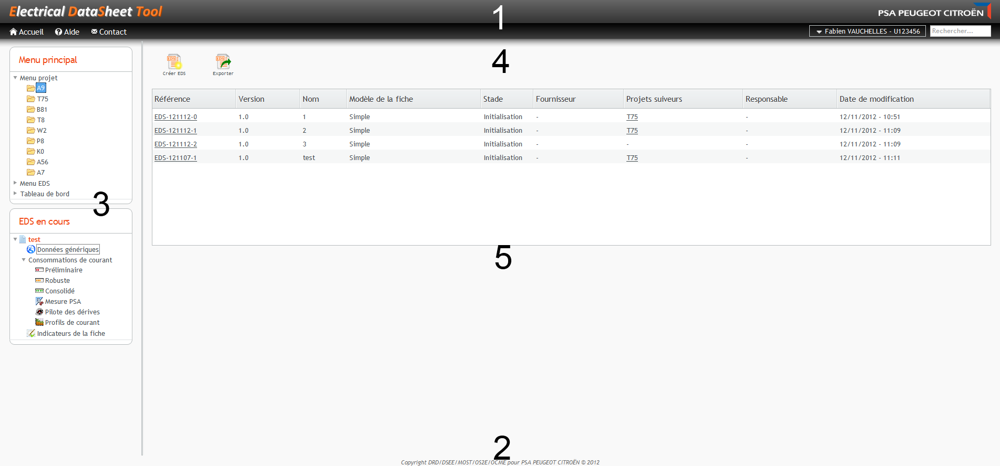 Electrical DataSheet Tool
1
PSA PEUGEOT CITROËN
Accueil Aide Contact
Fabien VAUCHELLES - U123456 Rechercher...
Menu principal
Menu projet
A9
T75
B81
T8
W2
P8
K0
A56
A7
Menu EDS
Tableau de bord
3
EDS en cours
test
Données génériques
Consommations de courant
Préliminaire
Robuste
Consolidé
Mesure PSA
Pilote des dérives
Profils de courant
Indicateurs de la fiche
4
EDS EDS
Créer EDS Exporter
Référence Version Nom Modèle de la fiche Stade Fournisseur Projets suiveurs Responsable Date de modification
EDS-121112-0 1.0 1 Simple Initialisation - T75 - 12/11/2012 - 10:51
EDS-121112-1 1.0 2 Simple Initialisation - T75 - 12/11/2012 - 11:09
EDS-121112-2 1.0 3 Simple Initialisation - - - 12/11/2012 - 11:09
EDS-121107-1 1.0 test Simple Initialisation - T75 - 12/11/2012 - 11:11
5
2
Copyright DRD/DSEE/MOST/OS2E/OCME pour PSA PEUGEOT CITROËN © 2012